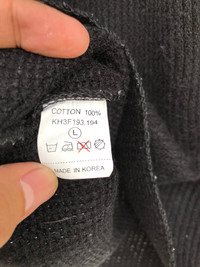 COTTON 100%
KH3F193.194
L
MADE IN KOREA